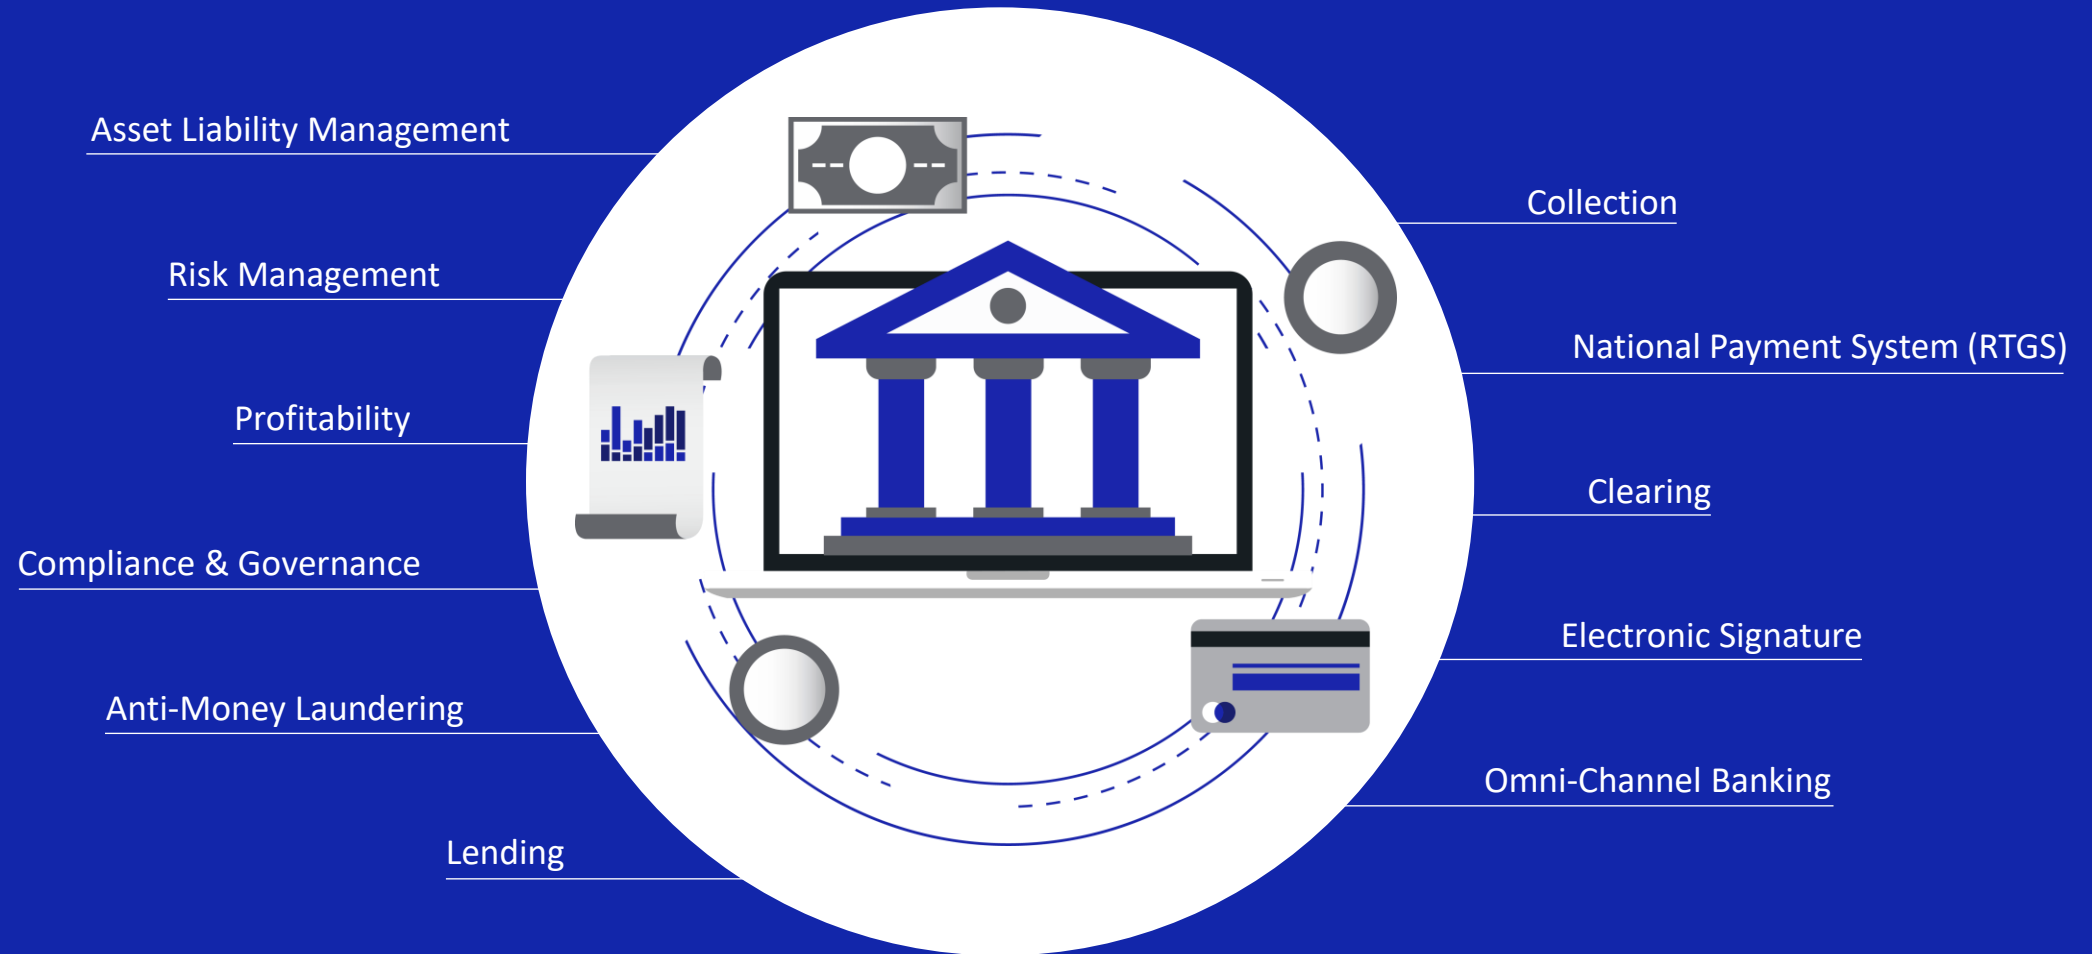 Asset Liability Management
Risk Management
Profitability
Compliance & Governance
Anti-Money Laundering
Lending
Collection
National Payment System (RTGS)
Clearing
Electronic Signature
Omni-Channel Banking